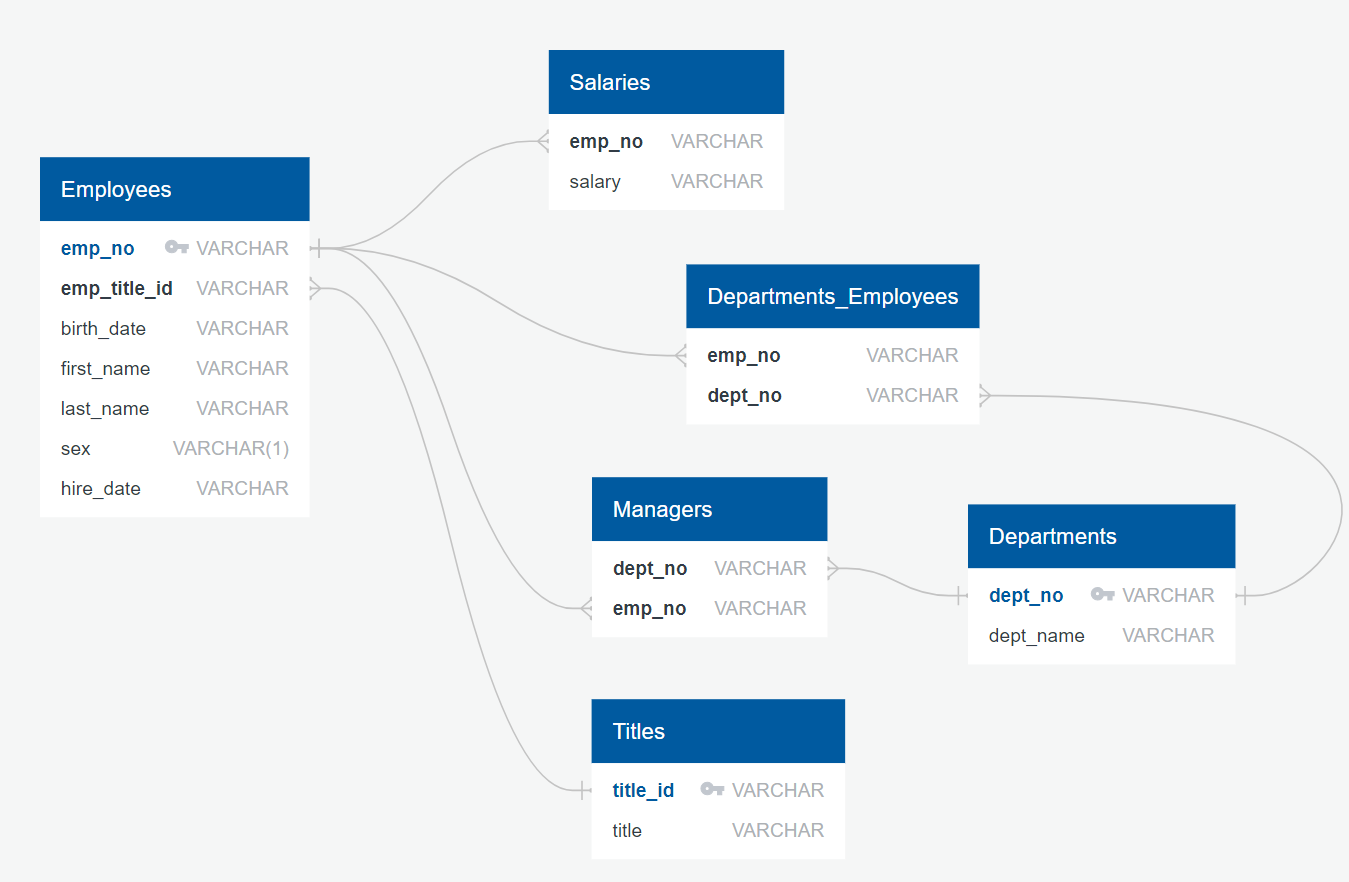 Employees
emp_no VARCHAR
emp_title_id VARCHAR
birth_date VARCHAR
first_name VARCHAR
last_name VARCHAR
sex VARCHAR(1)
hire_date VARCHAR
Salaries
emp_no VARCHAR
salary VARCHAR
Departments_Employees
emp_no VARCHAR
dept_no VARCHAR
Managers
dept_no VARCHAR
emp_no VARCHAR
Departments
dept_no VARCHAR
dept_name VARCHAR
Titles
title_id VARCHAR
title VARCHAR